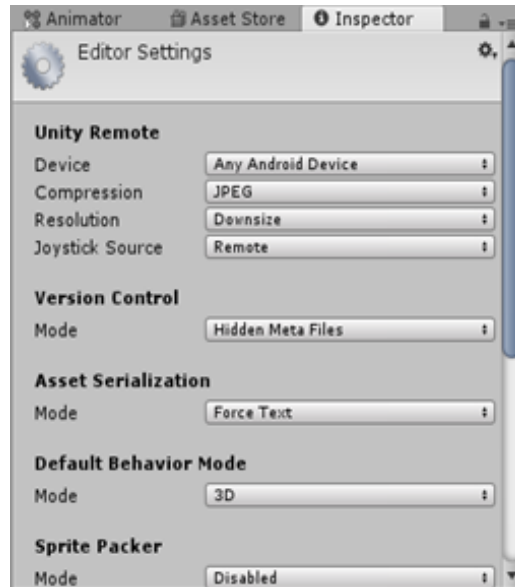 Animator Asset Store Inspector
Editor Settings
Unity Remote
Device Any Android Device
Compression JPEG
Resolution Downsize
Joystick Source Remote
Version Control
Mode Hidden Meta Files
Asset Serialization
Mode Force Text
Default Behavior Mode
Mode 3D
Sprite Packer
Mode Disabled